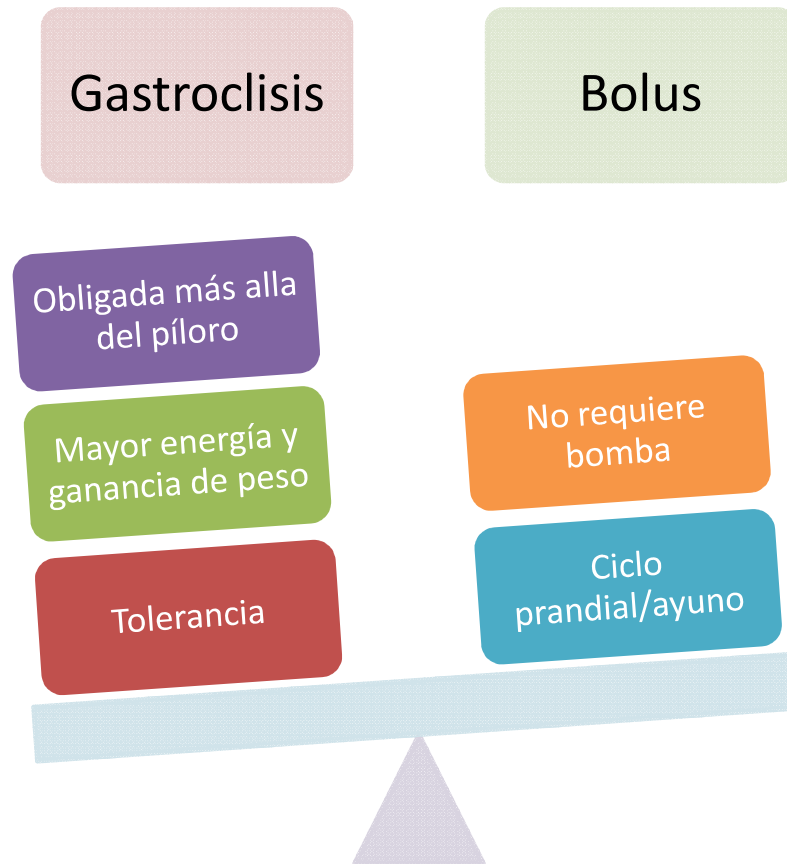 Gastroclisis
Bolus
Obligada más alla
del píloro
Mayor energía y
ganancia de peso
Tolerancia
No requiere
bomba
Ciclo
prandial/ayuno